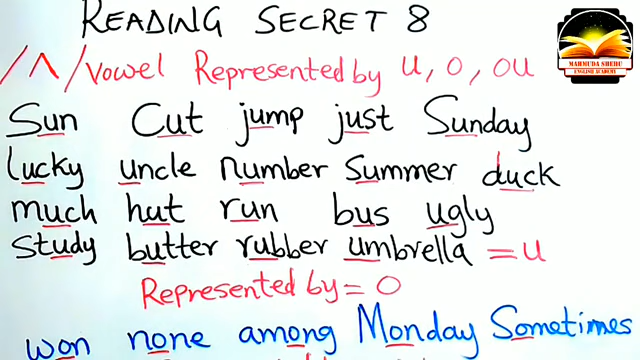 READING SECRET 8
/Λ/ vowel Represented by u, o, ou
MAHMUDA SHEHU
ENGLISH ACADEMY
Sun Cut jump just Sunday
lucky uncle number summer duck
much hut run bus ugly
study butter rubber umbrella = u
Represented by = o
won none among Monday Sometimes